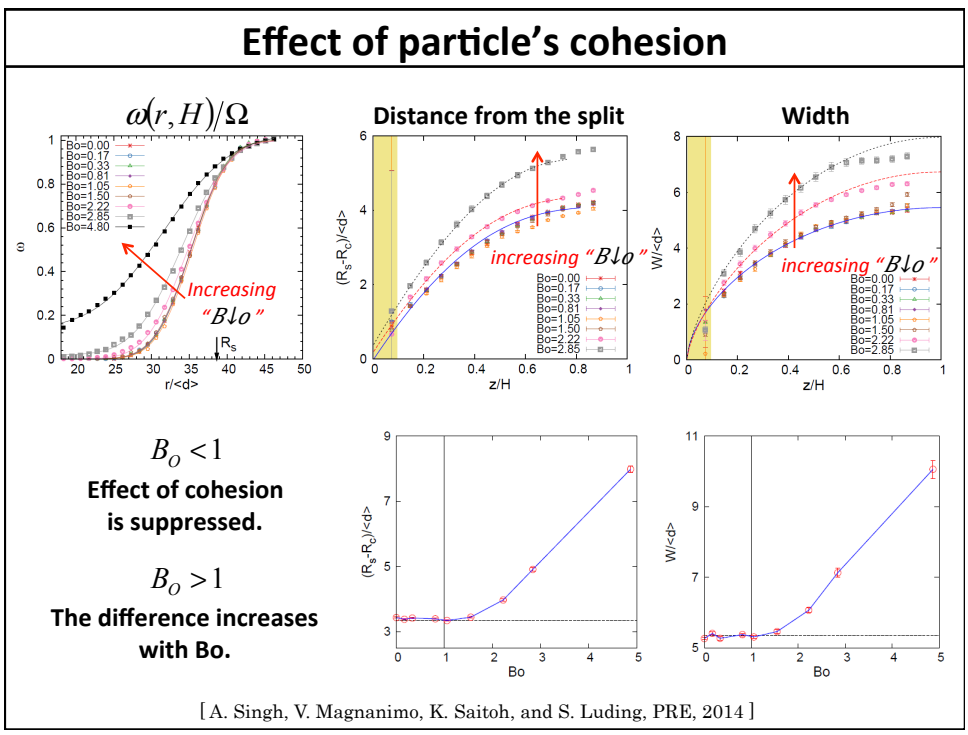 Effect of particle’s cohesion
ω(r, H)/Ω
1
0.8
0.6
0.4
0.2
0
ω
Bo=0.00
Bo=0.17
Bo=0.33
Bo=0.81
Bo=1.05
Bo=1.50
Bo=2.22
Bo=2.85
Bo=4.80
Increasing
“B↓o”
R_s
20 25 30 35 40 45 50
r/<d>
Distance from the split
6
4
2
0
(R_s-R_c)/<d>
increasing “B↓o”
Bo=0.00
Bo=0.17
Bo=0.33
Bo=0.81
Bo=1.05
Bo=1.50
Bo=2.22
Bo=2.85
0 0.2 0.4 0.6 0.8 1
z/H
Width
8
6
4
2
0
W/<d>
increasing “B↓o”
Bo=0.00
Bo=0.17
Bo=0.33
Bo=0.81
Bo=1.05
Bo=1.50
Bo=2.22
Bo=2.85
0 0.2 0.4 0.6 0.8 1
z/H
B_O < 1
Effect of cohesion
is suppressed.
B_O > 1
The difference increases
with Bo.
9
7
5
3
(R_s-R_c)/<d>
0 1 2 3 4 5
Bo
11
9
7
5
W/<d>
0 1 2 3 4 5
Bo
[ A. Singh, V. Magnanimo, K. Saitoh, and S. Luding, PRE, 2014 ]